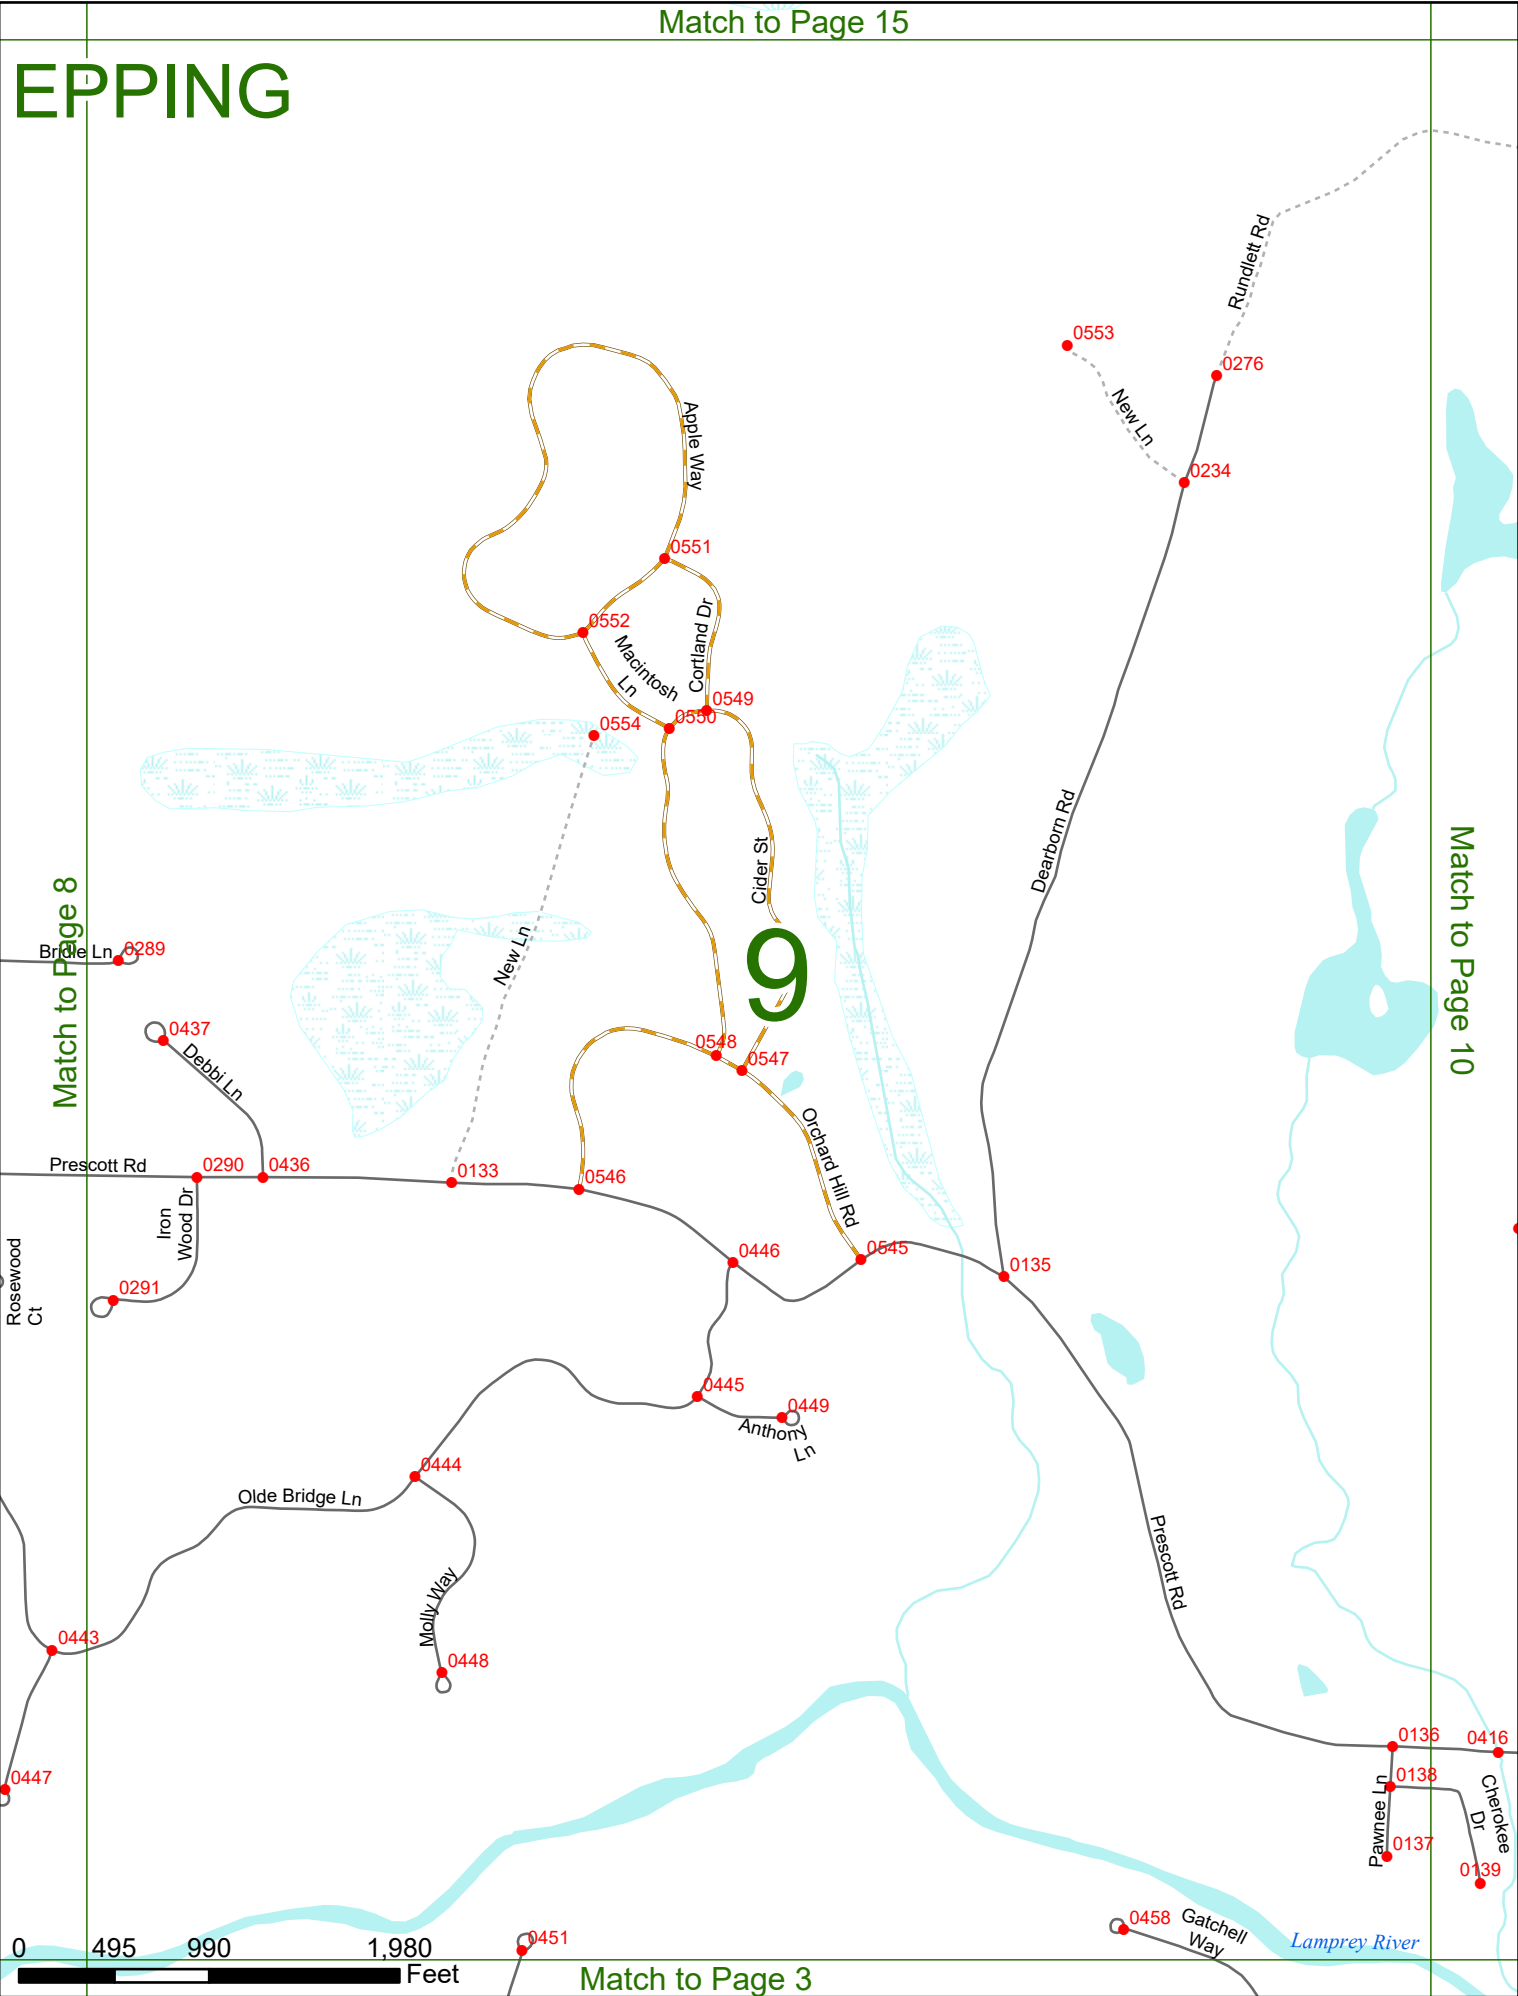 Match to Page 15
EPPING
Rundlett Rd
0553
0276
New Ln
Apple Way
0234
0551
0552
Cortland Dr
Macintosh
Ln
0549
0550
0554
Dearborn Rd
Cider St
Match to Page 8
Match to Page 10
Bridle Ln
0289
New Ln
9
0437
Debbi Ln
0548
0547
Orchard Hill Rd
Prescott Rd
0290
0436
0133
0546
Iron
Wood Dr
Rosewood
Ct
0446
0545
0135
0291
0445
0449
Anthony
Ln
0444
Olde Bridge Ln
Prescott Rd
Molly Way
0443
0448
0136
0416
0447
0138
Pawnee Ln
Cherokee
Dr
0137
0139
0458
Gatchell
Way
Lamprey River
0451
0 495 990 1,980
Feet
Match to Page 3